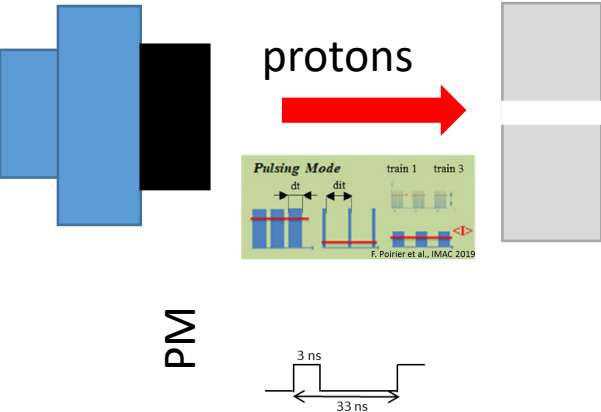 protons
Pulsing Mode
train 1 train 3
dt dit
<I>
F. Poirier et al., IMAC 2019
PM
3 ns
33 ns